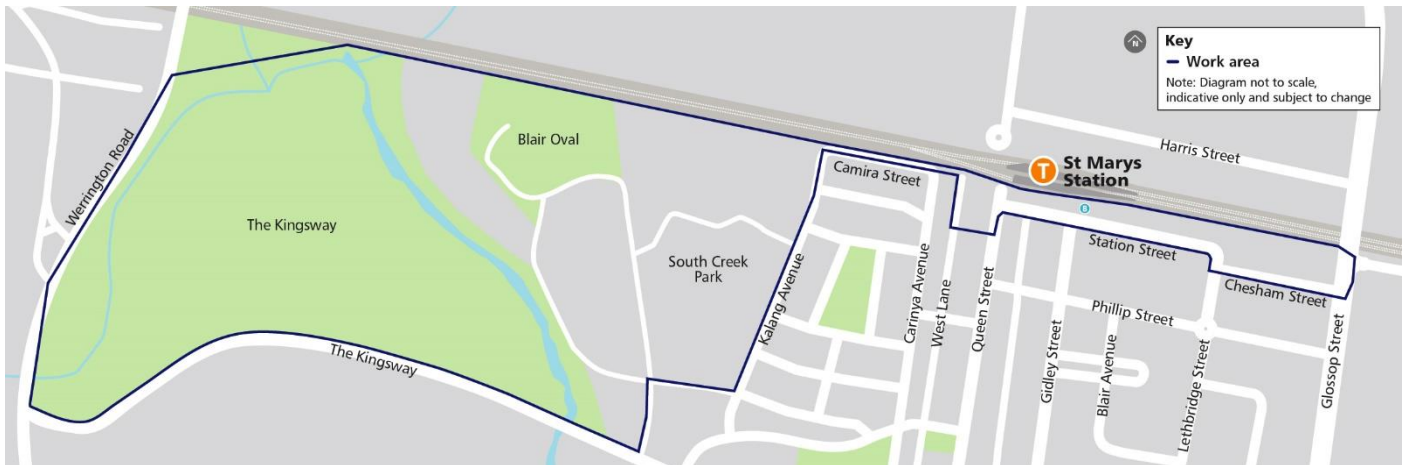 N
Key
Work area
Note: Diagram not to scale,
indicative only and subject to change
Harris Street
T
St Marys
Station
B
Blair Oval
Camira Street
Werrington Road
The Kingsway
South Creek
Park
Kalang Avenue
Carinya Avenue
West Lane
Queen Street
Station Street
Chesham Street
Phillip Street
The Kingsway
Gidley Street
Blair Avenue
Lethbridge Street
Glossop Street